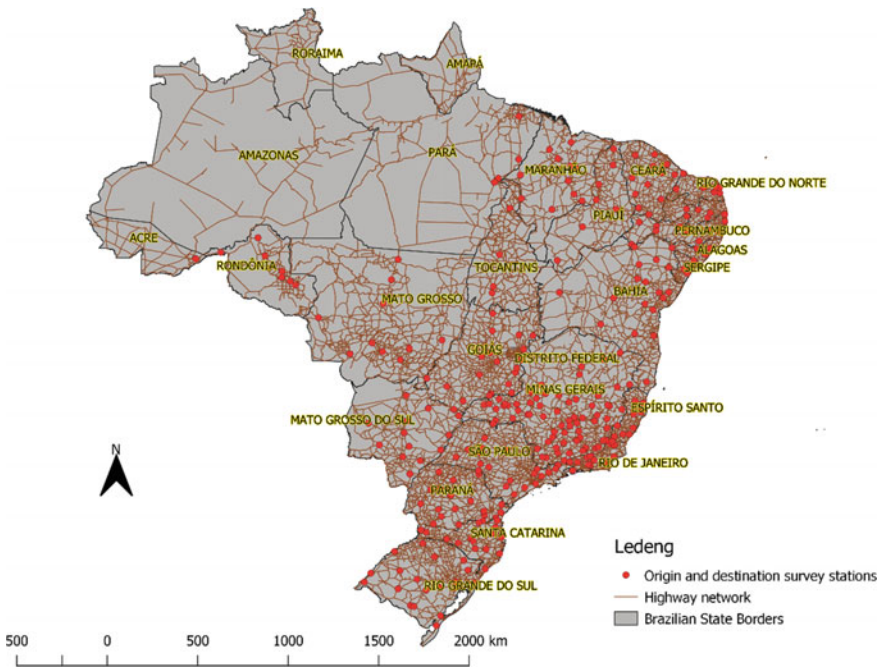 RORAIMA
AMAPÁ
AMAZONAS
PARÁ
MARANHÃO
CEARÁ
RIO GRANDE DO NORTE
PIAUÍ
PERNAMBUCO
ACRE
ALAGOAS
RONDÔNIA
TOCANTINS
SERGIPE
BAHIA
MATO GROSSO
GOIÁS
DISTRITO FEDERAL
MINAS GERAIS
ESPÍRITO SANTO
MATO GROSSO DO SUL
SÃO PAULO
N
RIO DE JANEIRO
PARANÁ
SANTA CATARINA
RIO GRANDE DO SUL
Ledeng
Origin and destination survey stations
Highway network
Brazilian State Borders
500 0 500 1000 1500 2000 km